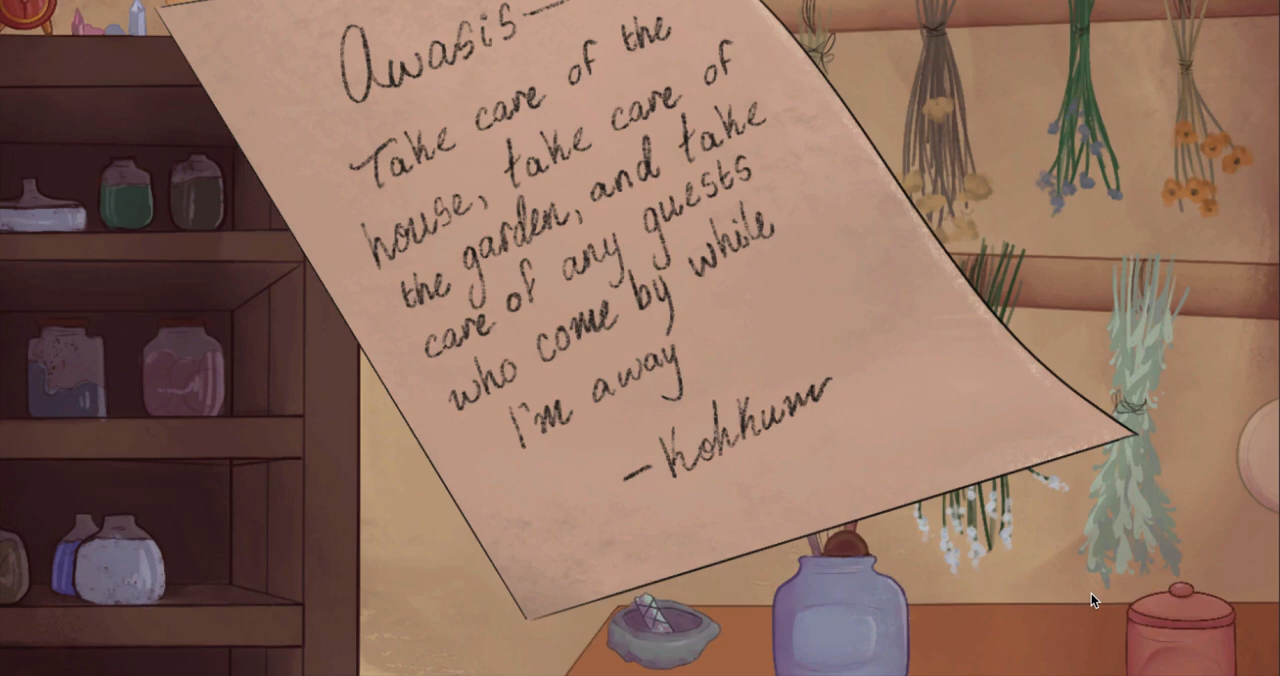 Awasis—
Take care of the
house, take care of
the garden, and take
care of any guests
who come by while
I'm away
—Kohkum